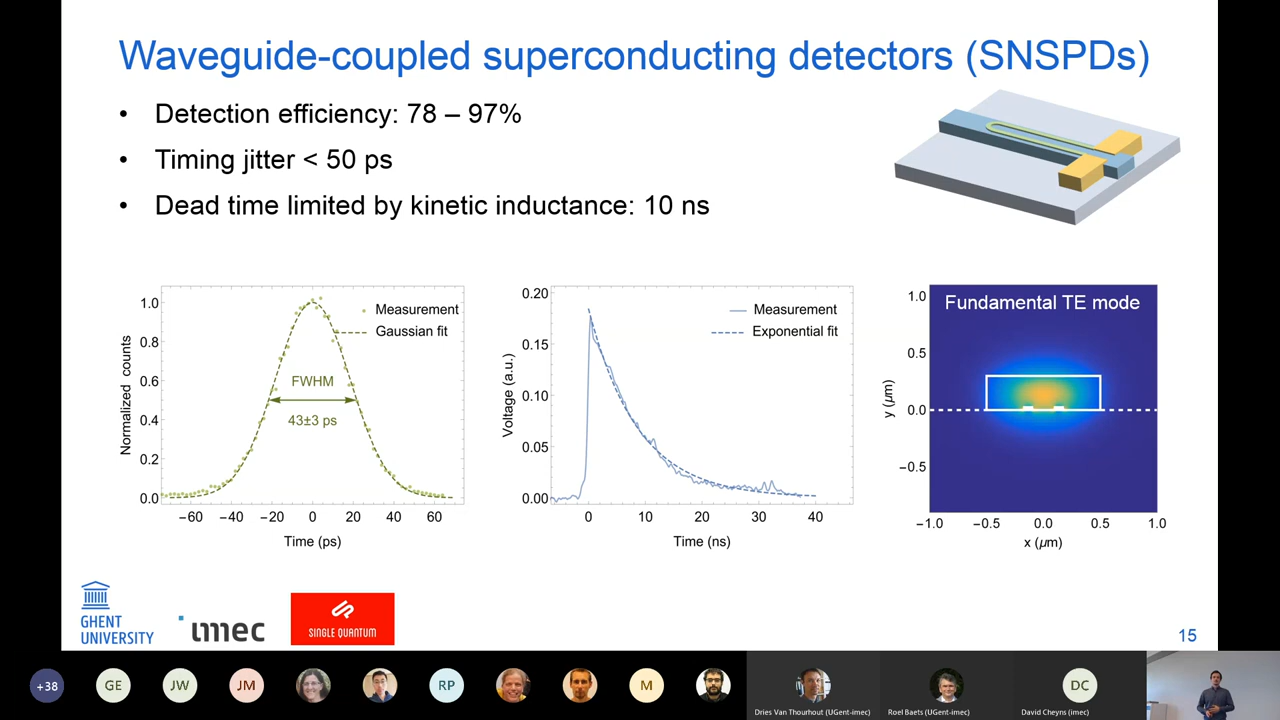 Waveguide-coupled superconducting detectors (SNSPDs)
• Detection efficiency: 78 – 97%
• Timing jitter < 50 ps
• Dead time limited by kinetic inductance: 10 ns
Normalized counts
1.0
0.8
0.6
0.4
0.2
0.0
Measurement
Gaussian fit
FWHM
43±3 ps
−60 −40 −20 0 20 40 60
Time (ps)
Voltage (a.u.)
0.20
0.15
0.10
0.05
0.00
Measurement
Exponential fit
0 10 20 30 40
Time (ns)
Fundamental TE mode
y (μm)
1.0
0.5
0.0
−0.5
−1.0 −0.5 0.0 0.5 1.0
x (μm)
GHENT
UNIVERSITY
imec
SINGLE QUANTUM
15
+38 GE JW JM RP M DC
Dries Van Thourhout (UGent-imec) Roel Baets (UGent-imec) David Cheyns (imec)